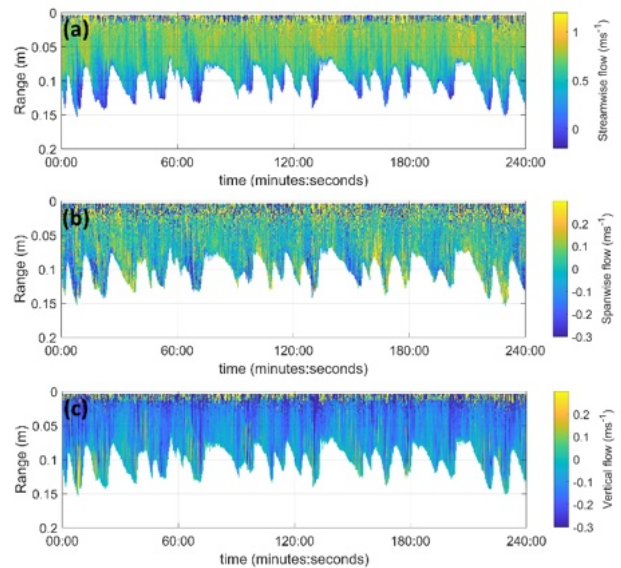 (a)
0
0.05
0.1
0.15
0.2
Range (m)
00:00 60:00 120:00 180:00 240:00
time (minutes:seconds)
1
0.5
0
Streamwise flow (ms⁻¹)
(b)
0
0.05
0.1
0.15
0.2
Range (m)
00:00 60:00 120:00 180:00 240:00
time (minutes:seconds)
0.2
0.1
0
-0.1
-0.2
-0.3
Spanwise flow (ms⁻¹)
(c)
0
0.05
0.1
0.15
0.2
Range (m)
00:00 60:00 120:00 180:00 240:00
time (minutes:seconds)
0.2
0.1
0
-0.1
-0.2
-0.3
Vertical flow (ms⁻¹)